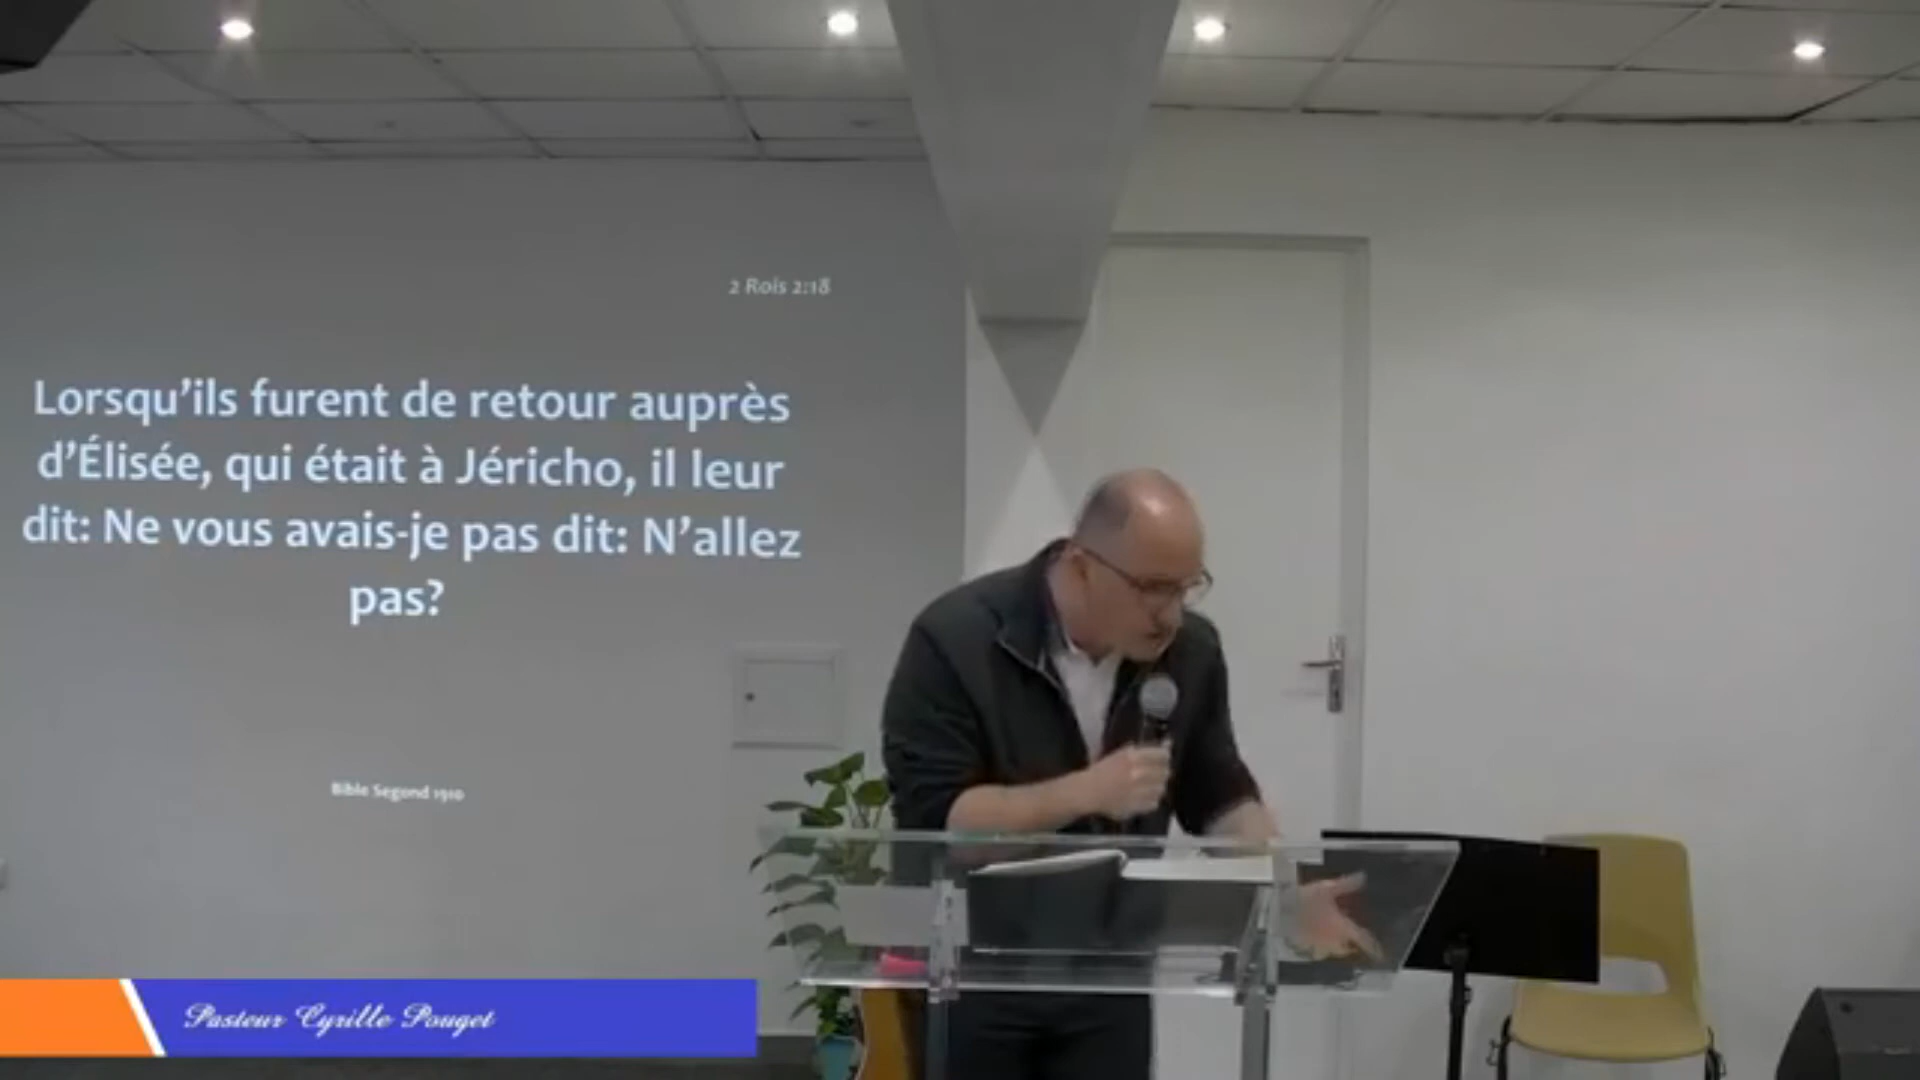 2 Rois 2:18
Lorsqu’ils furent de retour auprès
d’Élisée, qui était à Jéricho, il leur
dit: Ne vous avais-je pas dit: N’allez
pas?
Bible Segond 1910
Pasteur Cyrille Pouget